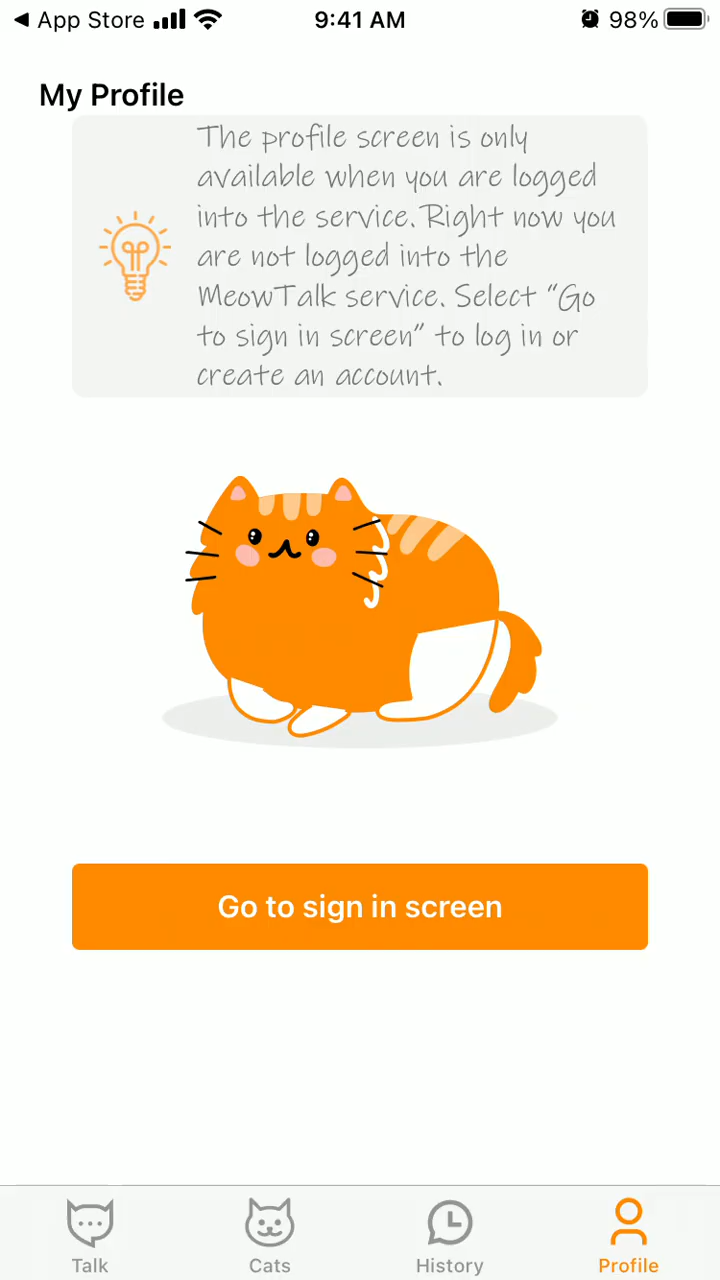 App Store
9:41 AM
98%
My Profile
The profile screen is only
available when you are logged
into the service. Right now you
are not logged into the
MeowTalk service. Select “Go
to sign in screen” to log in or
create an account.
Go to sign in screen
Talk
Cats
History
Profile